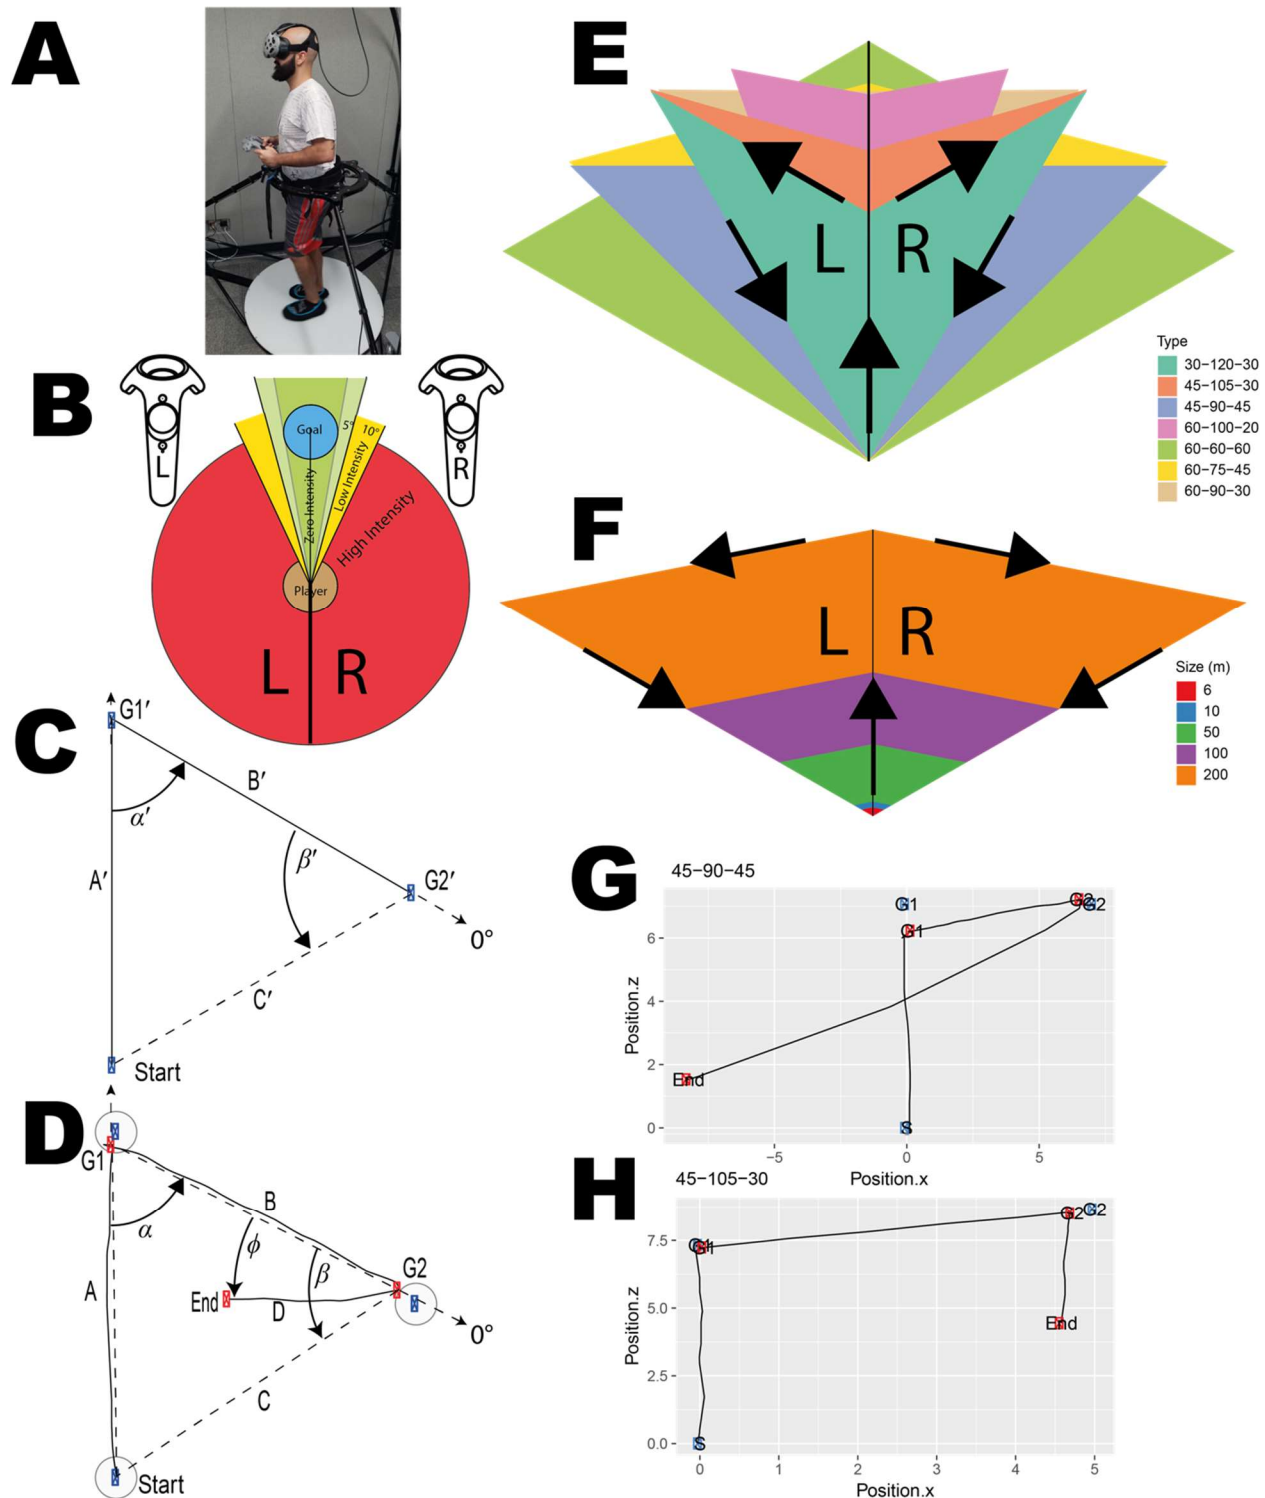 A
B
L
R
Goal
5°
10°
Zero Intensity
Low Intensity
High Intensity
Player
L
R
C
G1′
B′
α′
β′
A′
G2′
0°
C′
Start
D
G1
B
α
ϕ
β
G2
A
End
D
0°
C
Start
E
L
R
Type
30−120−30
45−105−30
45−90−45
60−100−20
60−60−60
60−75−45
60−90−30
F
L
R
Size (m)
6
10
50
100
200
G
45−90−45
G1
G2
G2
G1
6
4
2
0
Position.z
End
S
−5
0
5
Position.x
H
45−105−30
G2
G2
G1
G1
7.5
5.0
2.5
0.0
Position.z
End
S
0
1
2
3
4
5
Position.x